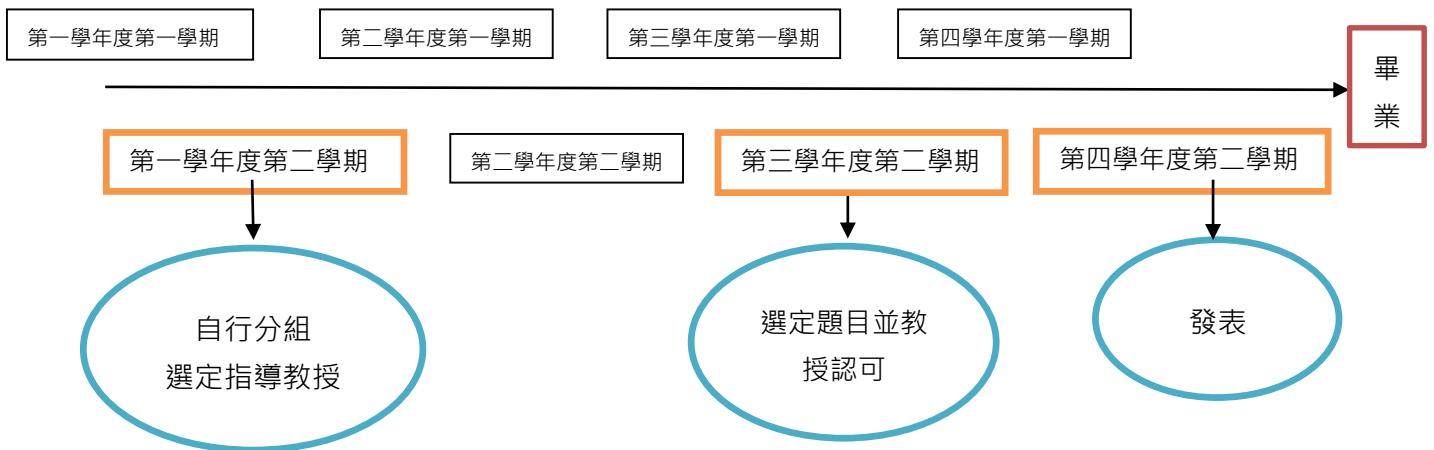 第一學年度第一學期
第二學年度第一學期
第三學年度第一學期
第四學年度第一學期
畢
業
第一學年度第二學期
第二學年度第二學期
第三學年度第二學期
第四學年度第二學期
自行分組
選定指導教授
選定題目並教
授認可
發表